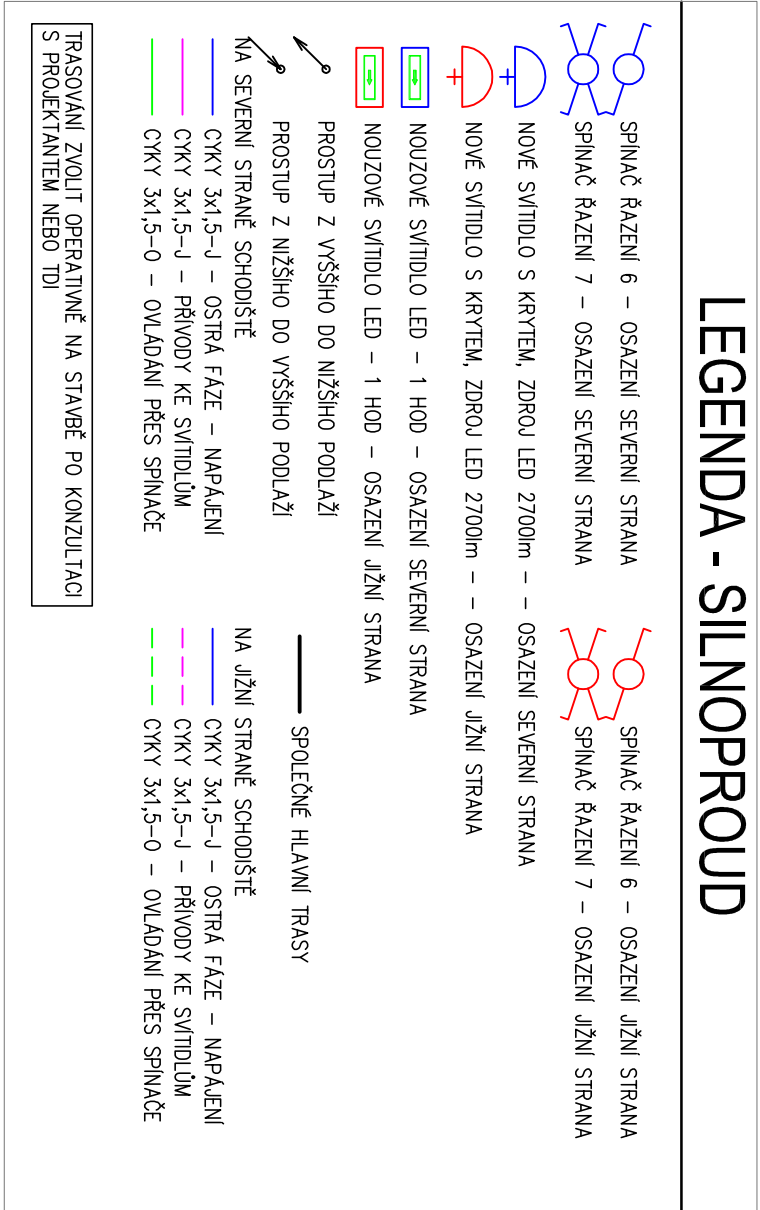 LEGENDA - SILNOPROUD
SPÍNAČ ŘAZENÍ 6 – OSAZENÍ SEVERNÍ STRANA
SPÍNAČ ŘAZENÍ 6 – OSAZENÍ JIŽNÍ STRANA
SPÍNAČ ŘAZENÍ 7 – OSAZENÍ SEVERNÍ STRANA
SPÍNAČ ŘAZENÍ 7 – OSAZENÍ JIŽNÍ STRANA
NOVÉ SVÍTIDLO S KRYTEM, ZDROJ LED 2700lm – – OSAZENÍ SEVERNÍ STRANA
NOVÉ SVÍTIDLO S KRYTEM, ZDROJ LED 2700lm – – OSAZENÍ JIŽNÍ STRANA
NOUZOVÉ SVÍTIDLO LED – 1 HOD – OSAZENÍ SEVERNÍ STRANA
NOUZOVÉ SVÍTIDLO LED – 1 HOD – OSAZENÍ JIŽNÍ STRANA
PROSTUP Z VYŠŠÍHO DO NIŽŠÍHO PODLAŽÍ
SPOLEČNÉ HLAVNÍ TRASY
PROSTUP Z NIŽŠÍHO DO VYŠŠÍHO PODLAŽÍ
NA SEVERNÍ STRANĚ SCHODIŠTĚ
CYKY 3x1,5–J – OSTRÁ FÁZE – NAPÁJENÍ
CYKY 3x1,5–J – PŘÍVODY KE SVÍTIDLŮM
CYKY 3x1,5–O – OVLÁDÁNÍ PŘES SPÍNAČE
NA JIŽNÍ STRANĚ SCHODIŠTĚ
CYKY 3x1,5–J – OSTRÁ FÁZE – NAPÁJENÍ
CYKY 3x1,5–J – PŘÍVODY KE SVÍTIDLŮM
CYKY 3x1,5–O – OVLÁDÁNÍ PŘES SPÍNAČE
TRASOVÁNÍ ZVOLIT OPERATIVNĚ NA STAVBĚ PO KONZULTACI
S PROJEKTANTEM NEBO TDI